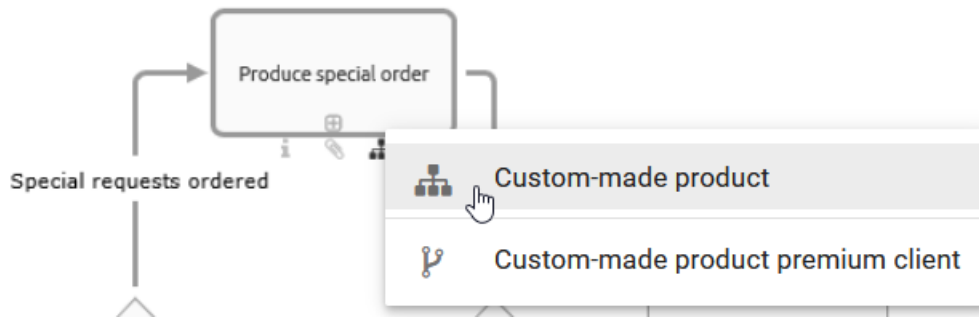 Produce special order
Special requests ordered
Custom-made product
Custom-made product premium client